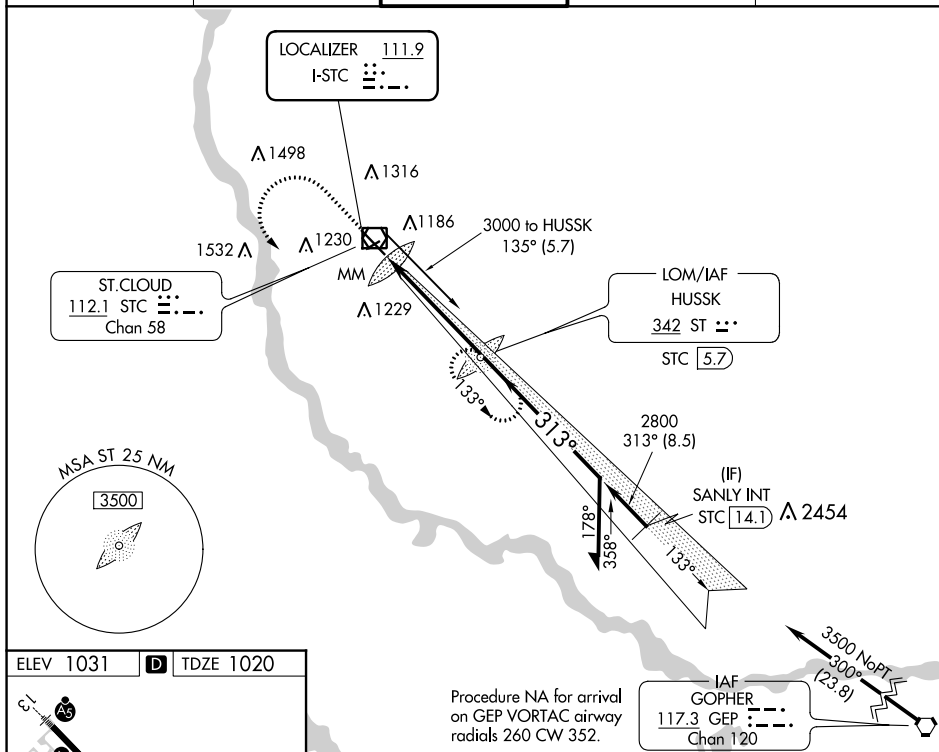 LOCALIZER 111.9
I-STC
1498
1316
1186
3000 to HUSSK
135° (5.7)
1532
1230
MM
1229
ST.CLOUD
112.1 STC
Chan 58
LOM/IAF
HUSSK
342 ST
STC 5.7
133°
313°
2800
313° (8.5)
(IF)
SANLY INT
STC 14.1
2454
178°
358°
133°
MSA ST 25 NM
3500
ELEV 1031 D TDZE 1020
13
A5
Procedure NA for arrival
on GEP VORTAC airway
radials 260 CW 352.
3500 NoPT
300°
(23.8)
IAF
GOPHER
117.3 GEP
Chan 120